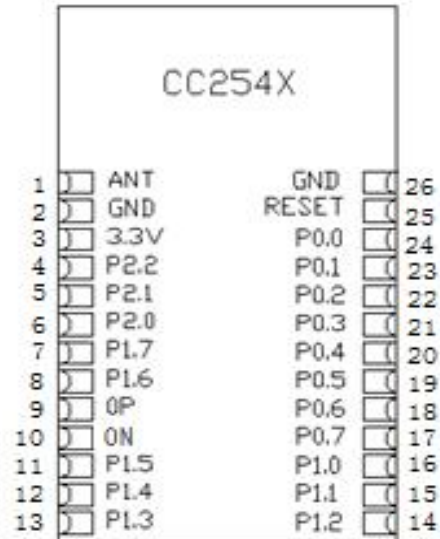 CC254X
1 ANT GND 26
2 GND RESET 25
3 3.3V P0.0 24
4 P2.2 P0.1 23
5 P2.1 P0.2 22
6 P2.0 P0.3 21
7 P1.7 P0.4 20
8 P1.6 P0.5 19
9 0P P0.6 18
10 0N P0.7 17
11 P1.5 P1.0 16
12 P1.4 P1.1 15
13 P1.3 P1.2 14